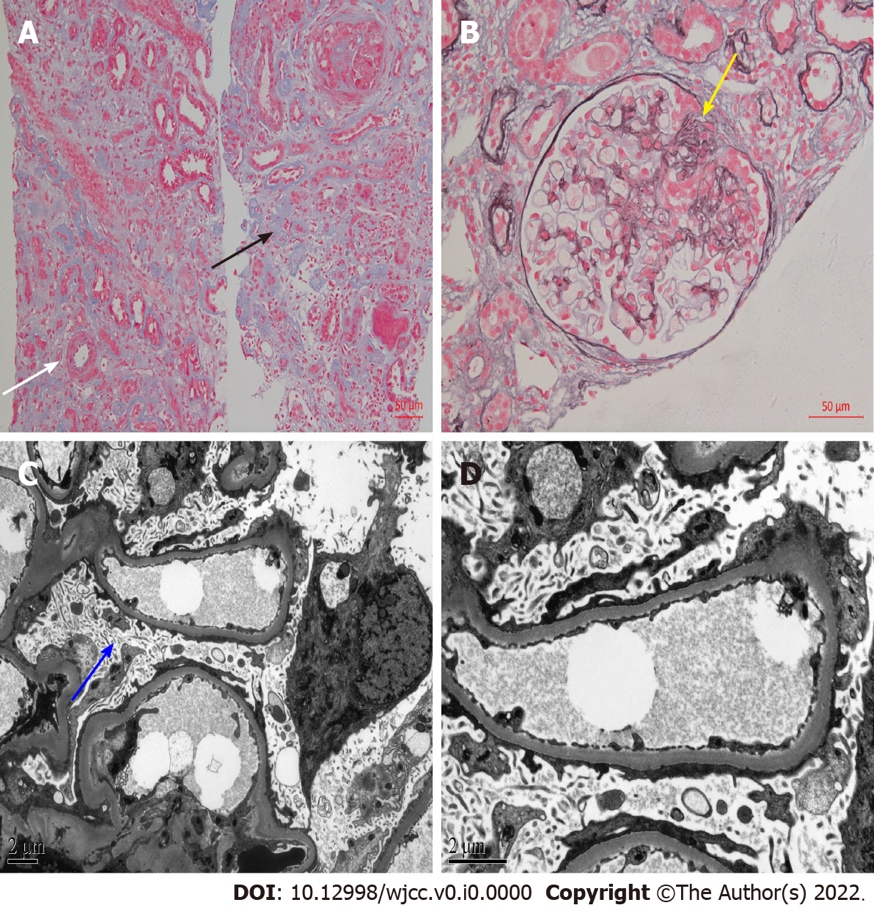 A
B
50 μm
50 μm
C
D
2 μm
2 μm
DOI: 10.12998/wjcc.v0.i0.0000 Copyright ©The Author(s) 2022.